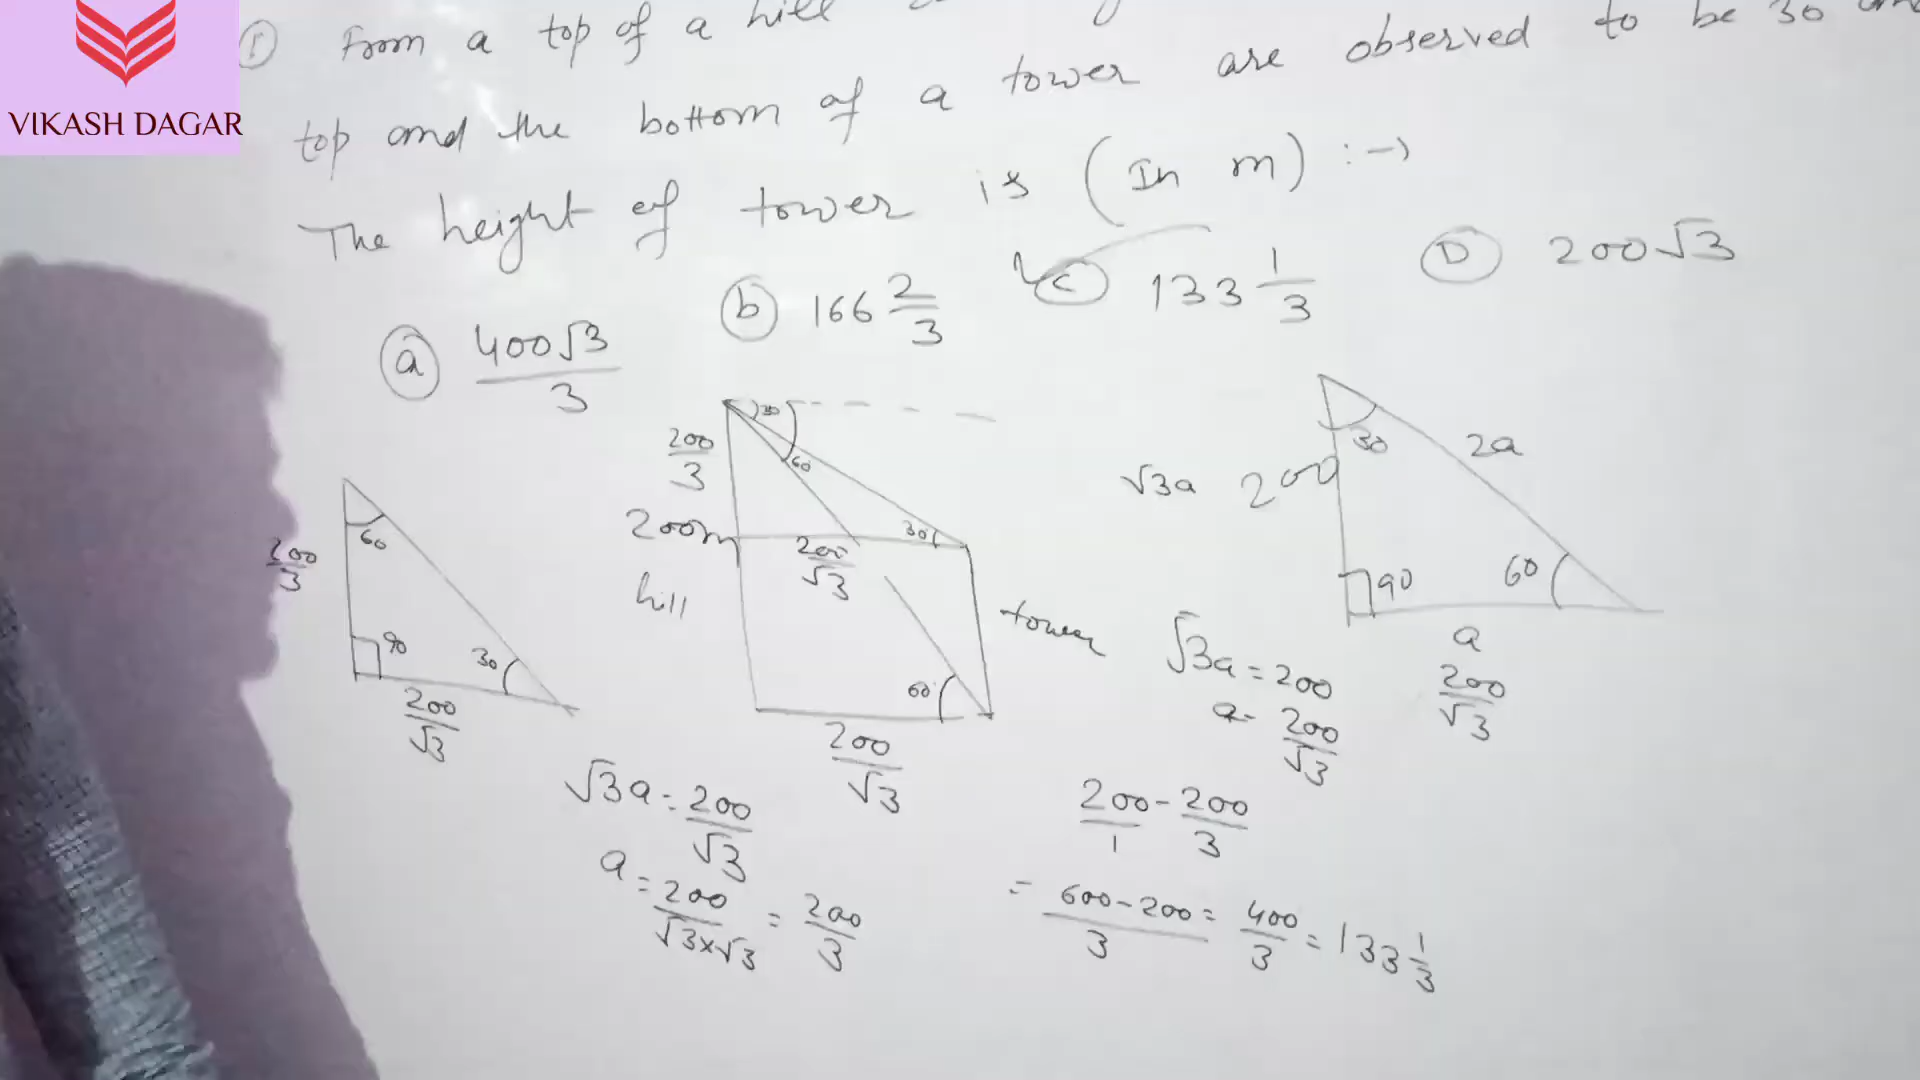 VIKASH DAGAR
① From a top of a hill
top and the bottom of a tower are observed to be 30 and
The height of tower is (In m) :→
ⓐ 400√3/3 ⓑ 166 2/3 ⓒ 133 1/3 Ⓓ 200√3
200/3 60 90 30 200/√3
30 60 200/3 200m hill 200/√3 30 tower 60 200/√3
√3a 200 30 2a 90 60 a 200/√3
√3a = 200
a = 200/√3
√3a = 200/√3
a = 200/√3×√3 = 200/3
200/1 - 200/3
= 600-200/3 = 400/3 = 133 1/3